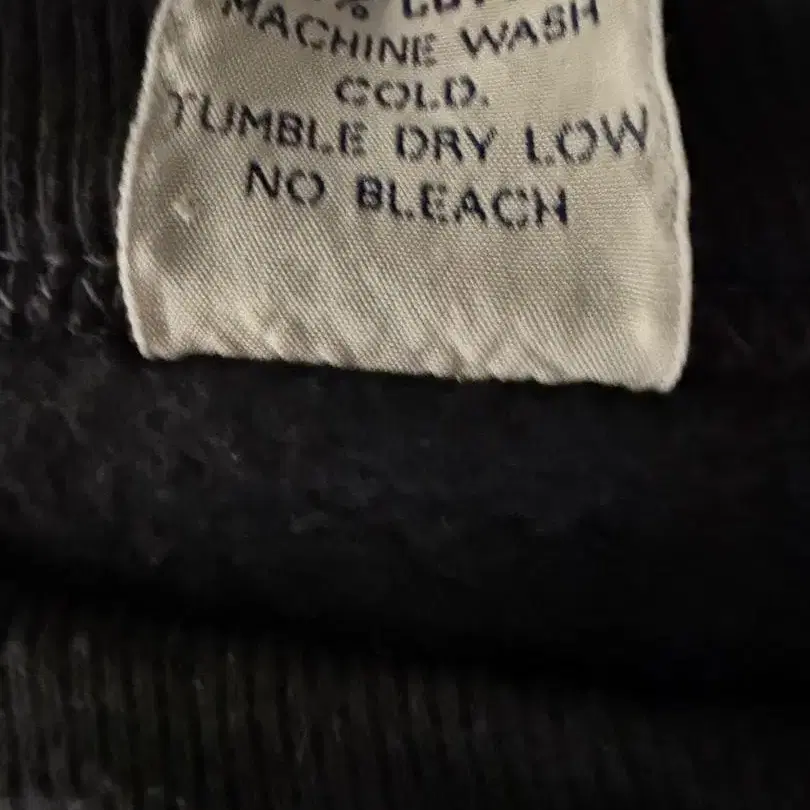 MACHINE WASH
COLD.
TUMBLE DRY LOW
NO BLEACH